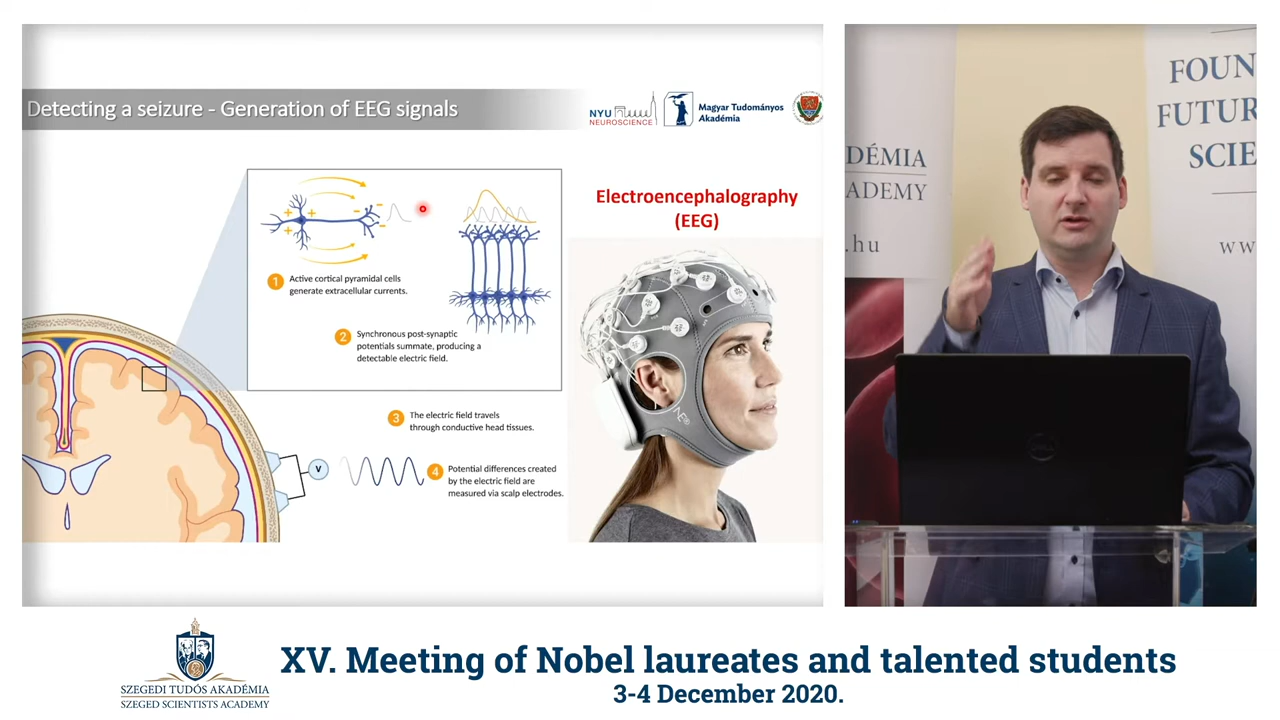 Detecting a seizure - Generation of EEG signals
NYU
NEUROSCIENCE
Magyar Tudományos
Akadémia
Electroencephalography
(EEG)
1
Active cortical pyramidal cells
generate extracellular currents.
2
Synchronous post-synaptic
potentials summate, producing a
detectable electric field.
3
The electric field travels
through conductive head tissues.
V
4
Potential differences created
by the electric field are
measured via scalp electrodes.
DÉMIA
ADEMY
.hu
FOUN
FUTUR
SCIE
ww
DELL
SZEGEDI TUDÓS AKADÉMIA
SZEGED SCIENTISTS ACADEMY
XV. Meeting of Nobel laureates and talented students
3-4 December 2020.